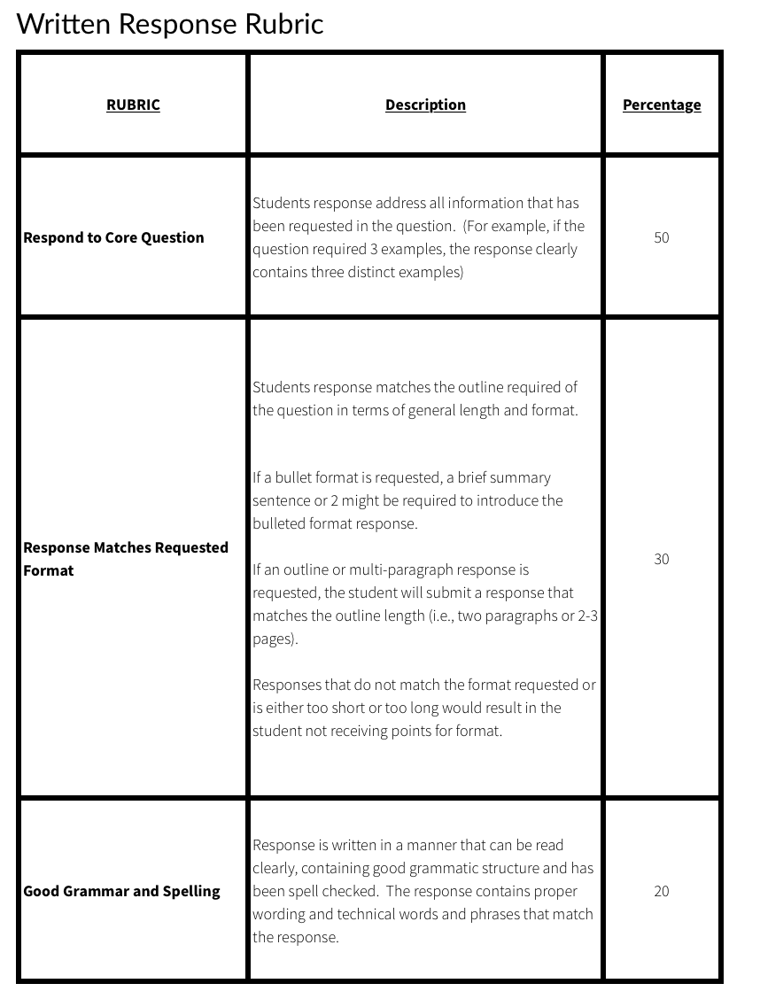 Written Response Rubric
RUBRIC
Description
Percentage
Respond to Core Question
Students response address all information that has
been requested in the question.  (For example, if the
question required 3 examples, the response clearly
contains three distinct examples)
50
Response Matches Requested
Format
Students response matches the outline required of
the question in terms of general length and format.
If a bullet format is requested, a brief summary
sentence or 2 might be required to introduce the
bulleted format response.
If an outline or multi-paragraph response is
requested, the student will submit a response that
matches the outline length (i.e., two paragraphs or 2-3
pages).
Responses that do not match the format requested or
is either too short or too long would result in the
student not receiving points for format.
30
Good Grammar and Spelling
Response is written in a manner that can be read
clearly, containing good grammatic structure and has
been spell checked.  The response contains proper
wording and technical words and phrases that match
the response.
20